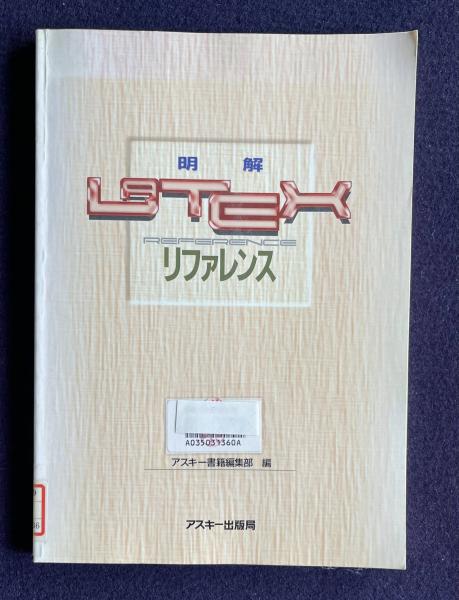 明 解
LaTeX
REFERENCE
リファレンス
A035033360A
アスキー書籍編集部 編
アスキー出版局